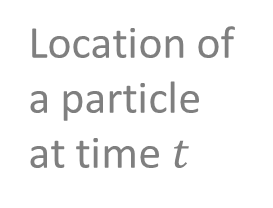 Location of
a particle
at time t